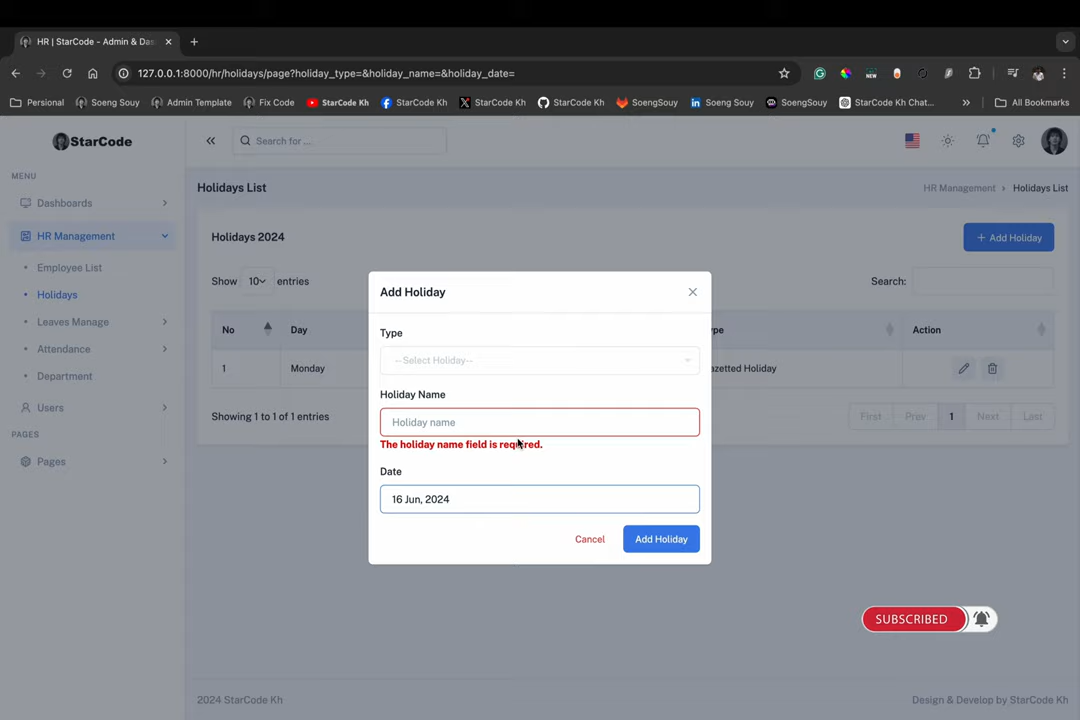 HR | StarCode - Admin & Das
127.0.0.1:8000/hr/holidays/page?holiday_type=&holiday_name=&holiday_date=
NEW
Personal
Soeng Souy
Admin Template
Fix Code
StarCode Kh
StarCode Kh
StarCode Kh
StarCode Kh
SoengSouy
Soeng Souy
SoengSouy
StarCode Kh Chat...
All Bookmarks
StarCode
Search for ...
MENU
Dashboards
HR Management
Employee List
Holidays
Leaves Manage
Attendance
Department
Users
PAGES
Pages
Holidays List
HR Management
Holidays List
Holidays 2024
+ Add Holiday
Show 10 entries
Search:
No
Day
ype
Action
1
Monday
azetted Holiday
Showing 1 to 1 of 1 entries
First
Prev
1
Next
Last
Add Holiday
Type
--Select Holiday--
Holiday Name
Holiday name
The holiday name field is required.
Date
16 Jun, 2024
Cancel
Add Holiday
SUBSCRIBED
2024 StarCode Kh
Design & Develop by StarCode Kh